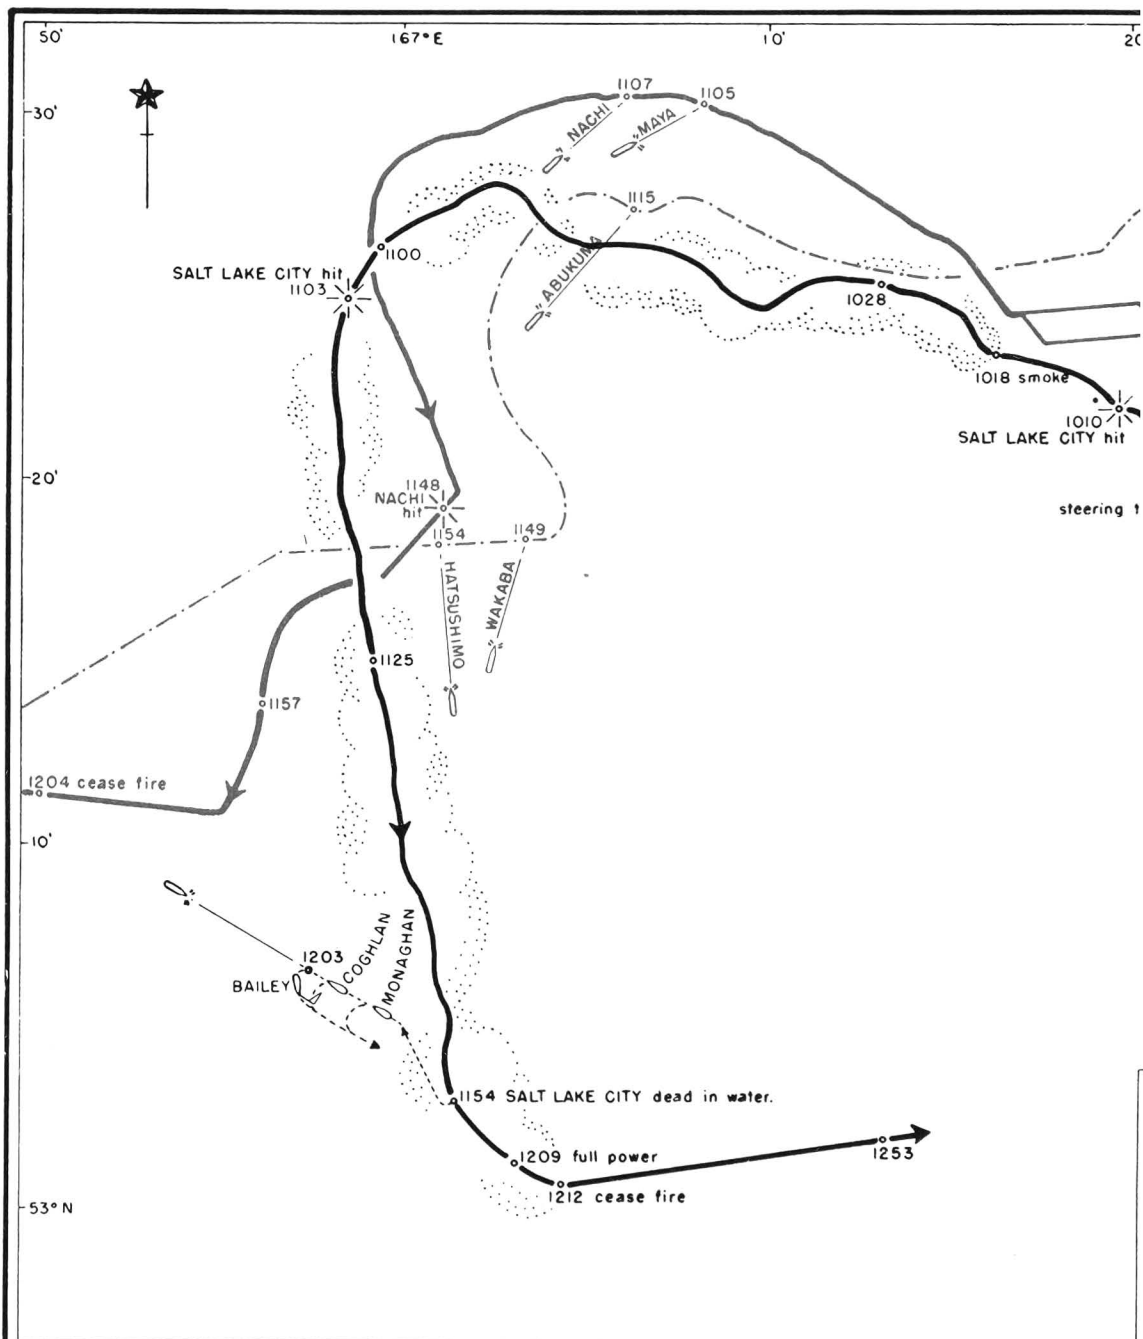 50'
167°E
10'
20
30'
1107
1105
NACHI
MAYA
1115
1100
ABUKUMA
SALT LAKE CITY hit
1103
1028
1018 smoke
1010
SALT LAKE CITY hit
20'
1148
NACHI
hit
steering
1154
1149
HATSUSHIMO
WAKABA
1125
1157
1204 cease fire
10'
COGHLAN
MONAGHAN
1203
BAILEY
1154 SALT LAKE CITY dead in water.
1209 full power
1253
1212 cease fire
53° N